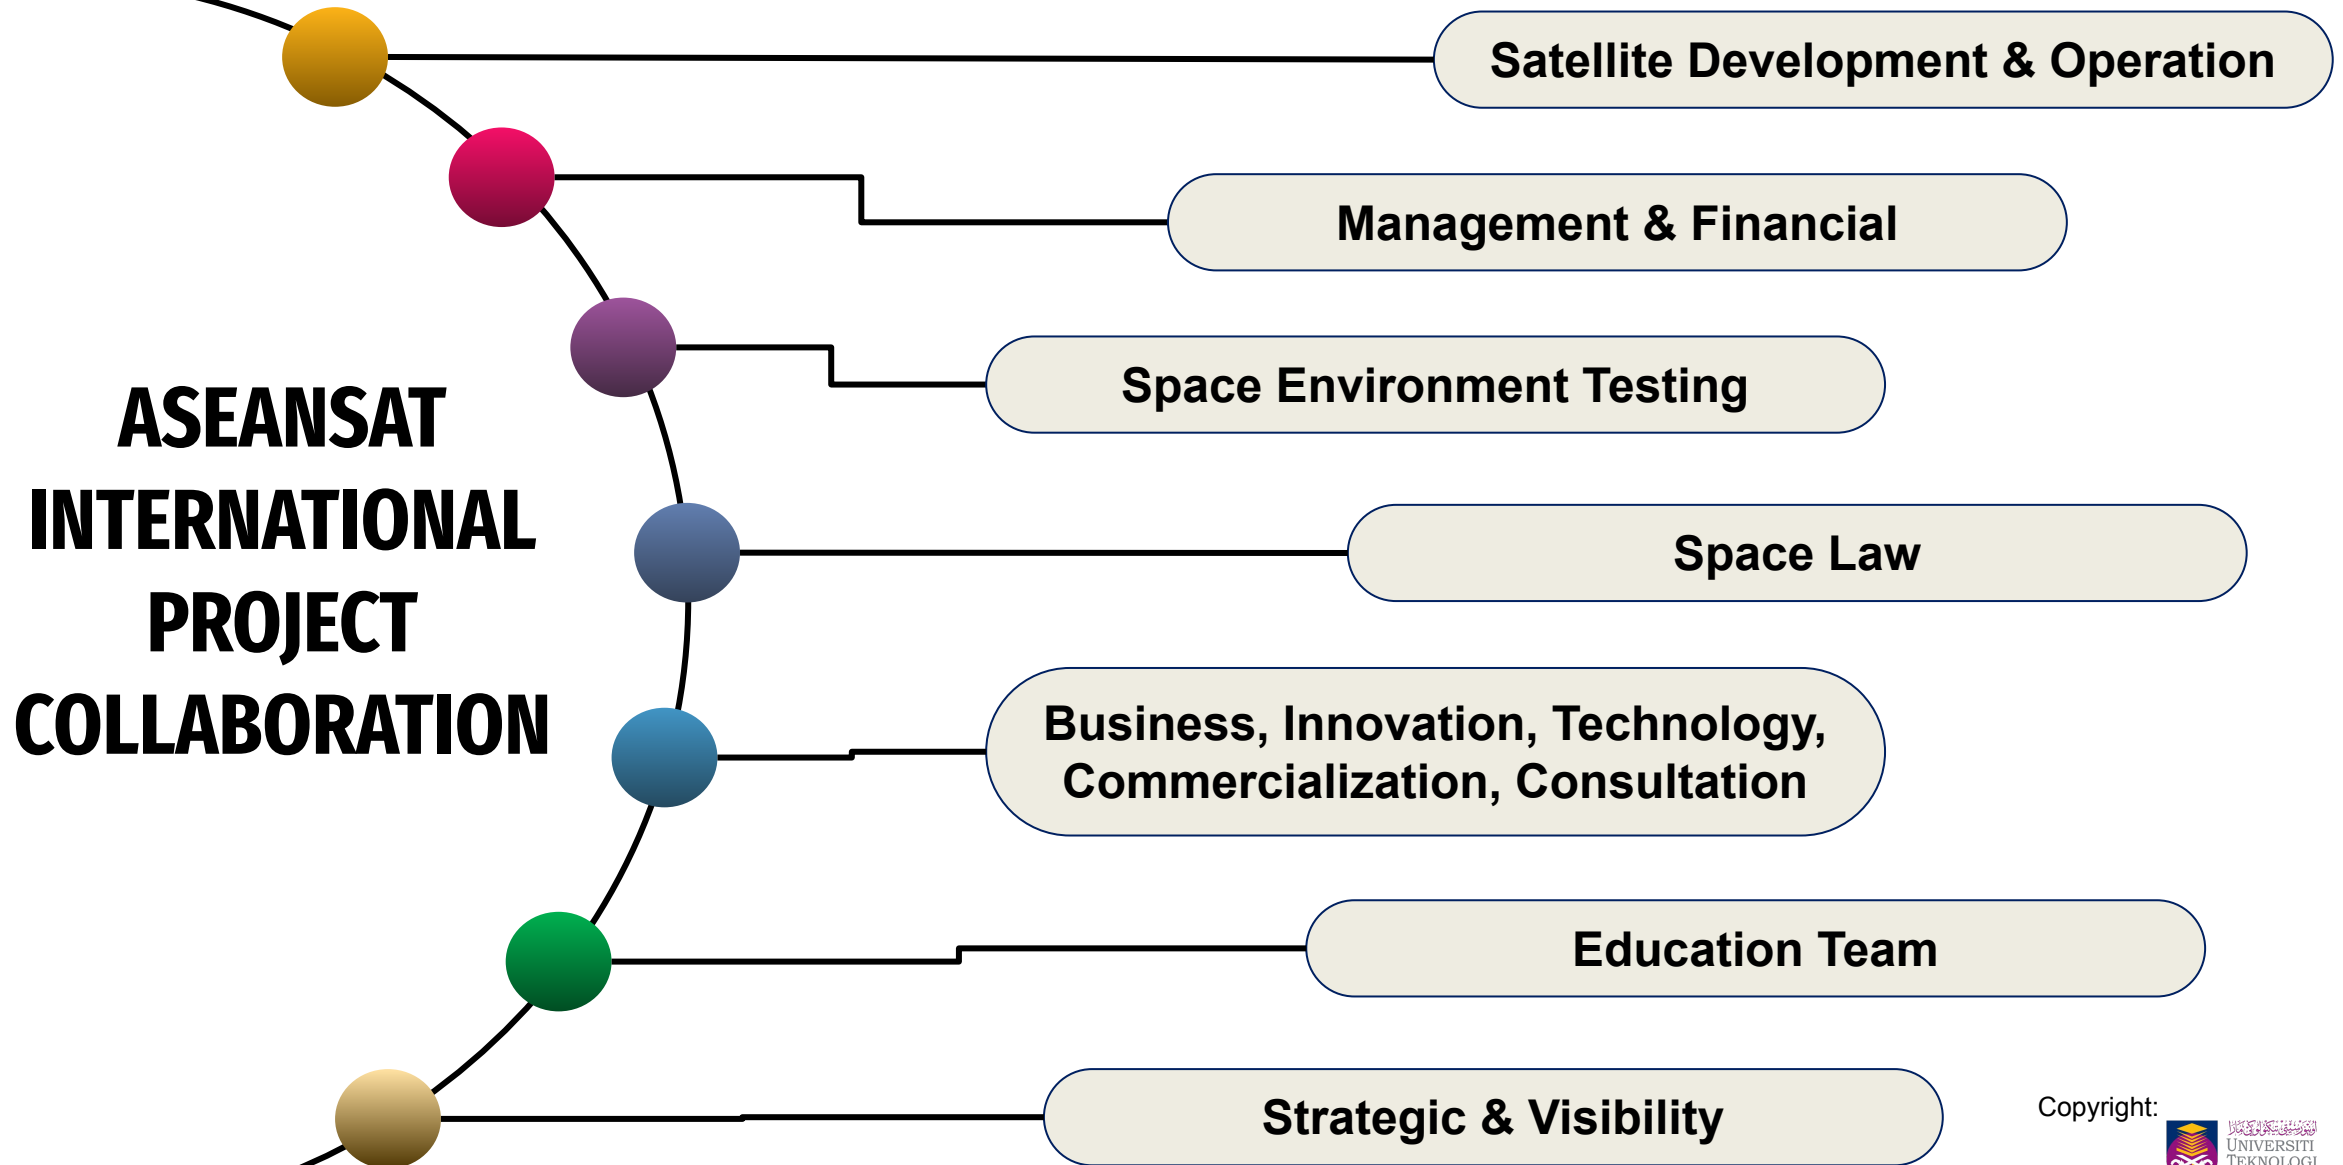 Satellite Development & Operation
Management & Financial
Space Environment Testing
ASEANSAT
INTERNATIONAL
PROJECT
COLLABORATION
Space Law
Business, Innovation, Technology,
Commercialization, Consultation
Education Team
Strategic & Visibility
Copyright:
UNIVERSITI
TEKNOLOGI